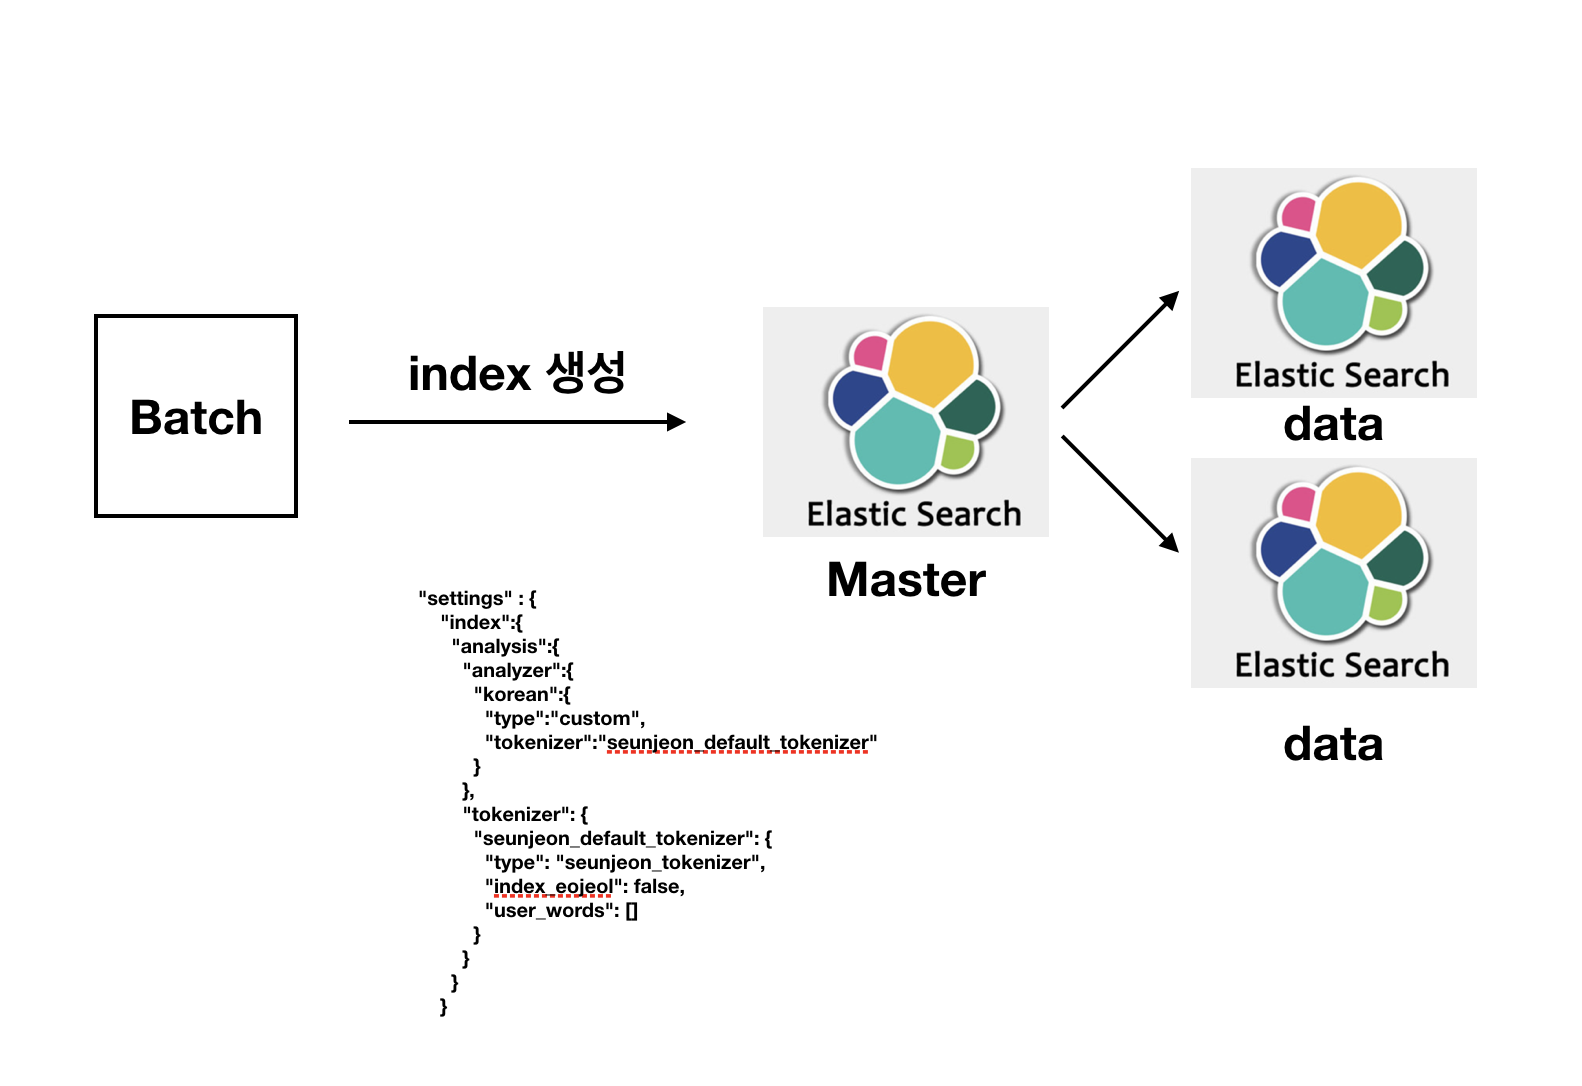 Batch
index 생성
Elastic Search
Master
Elastic Search
data
Elastic Search
data
"settings" : {
"index":{
"analysis":{
"analyzer":{
"korean":{
"type":"custom",
"tokenizer":"seunjeon_default_tokenizer"
}
},
"tokenizer": {
"seunjeon_default_tokenizer": {
"type": "seunjeon_tokenizer",
"index_eojeol": false,
"user_words": []
}
}
}
}